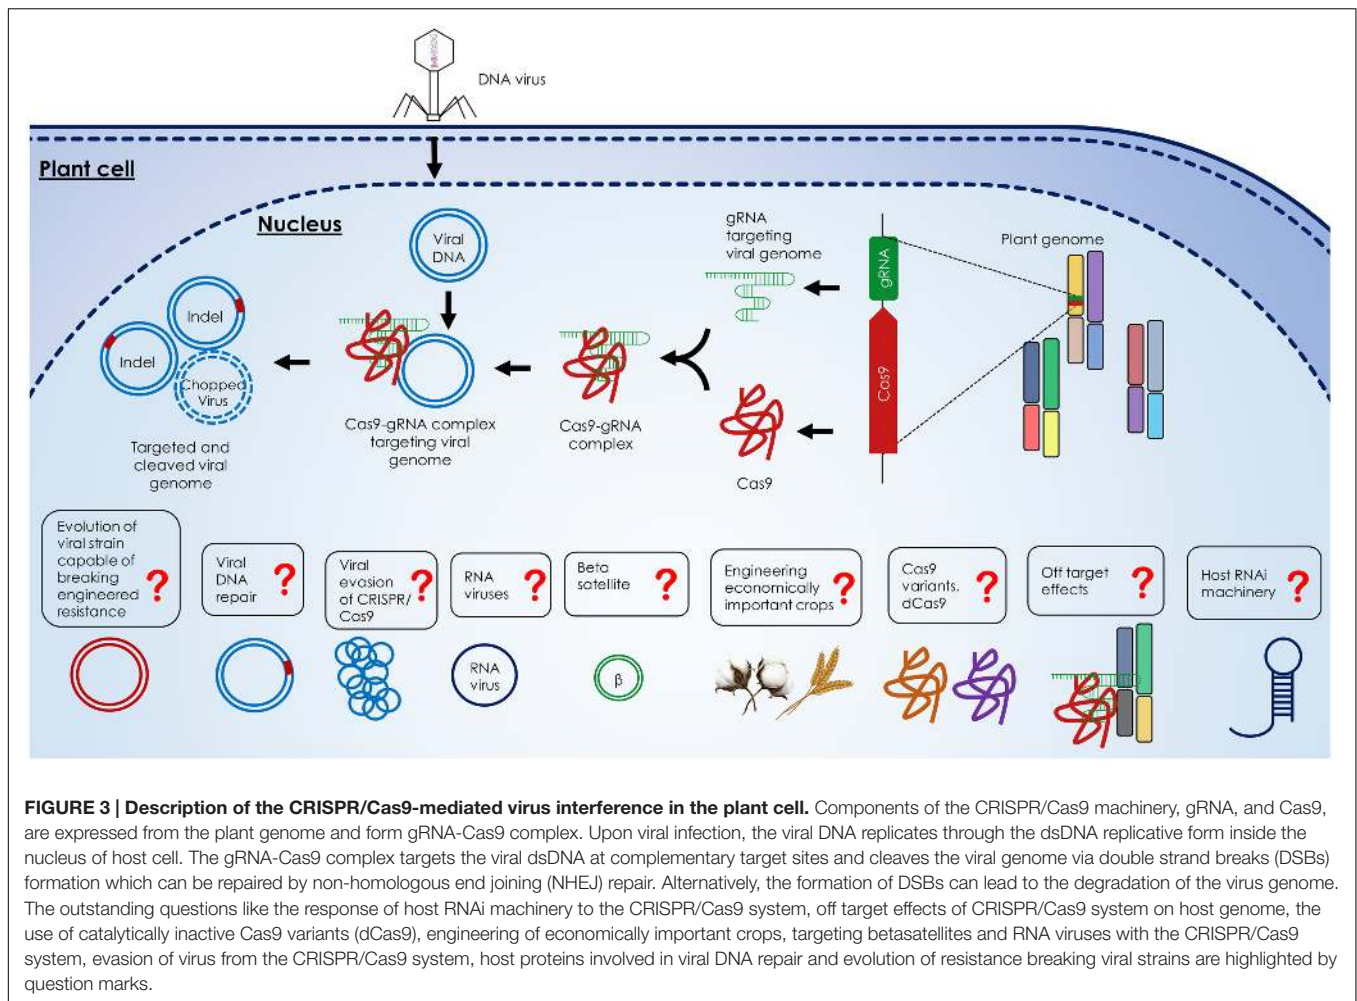 DNA virus
Plant cell
Nucleus
Viral
DNA
gRNA
targeting
viral genome
gRNA
Cas9
Plant genome
Indel
Indel
Chopped
Virus
Targeted and
cleaved viral
genome
Cas9-gRNA complex
targeting viral
genome
Cas9-gRNA
complex
Cas9
Evolution of
viral strain
capable of
breaking
engineered
resistance
?
Viral
DNA
repair
?
Viral
evasion
of CRISPR/
Cas9
?
RNA
viruses
?
Beta
satellite
?
Engineering
economically
important crops
?
Cas9
variants.
dCas9
?
Off target
effects
?
Host RNAi
machinery
?
RNA
virus
β
FIGURE 3 | Description of the CRISPR/Cas9-mediated virus interference in the plant cell. Components of the CRISPR/Cas9 machinery, gRNA, and Cas9,
are expressed from the plant genome and form gRNA-Cas9 complex. Upon viral infection, the viral DNA replicates through the dsDNA replicative form inside the
nucleus of host cell. The gRNA-Cas9 complex targets the viral dsDNA at complementary target sites and cleaves the viral genome via double strand breaks (DSBs)
formation which can be repaired by non-homologous end joining (NHEJ) repair. Alternatively, the formation of DSBs can lead to the degradation of the virus genome.
The outstanding questions like the response of host RNAi machinery to the CRISPR/Cas9 system, off target effects of CRISPR/Cas9 system on host genome, the
use of catalytically inactive Cas9 variants (dCas9), engineering of economically important crops, targeting betasatellites and RNA viruses with the CRISPR/Cas9
system, evasion of virus from the CRISPR/Cas9 system, host proteins involved in viral DNA repair and evolution of resistance breaking viral strains are highlighted by
question marks.